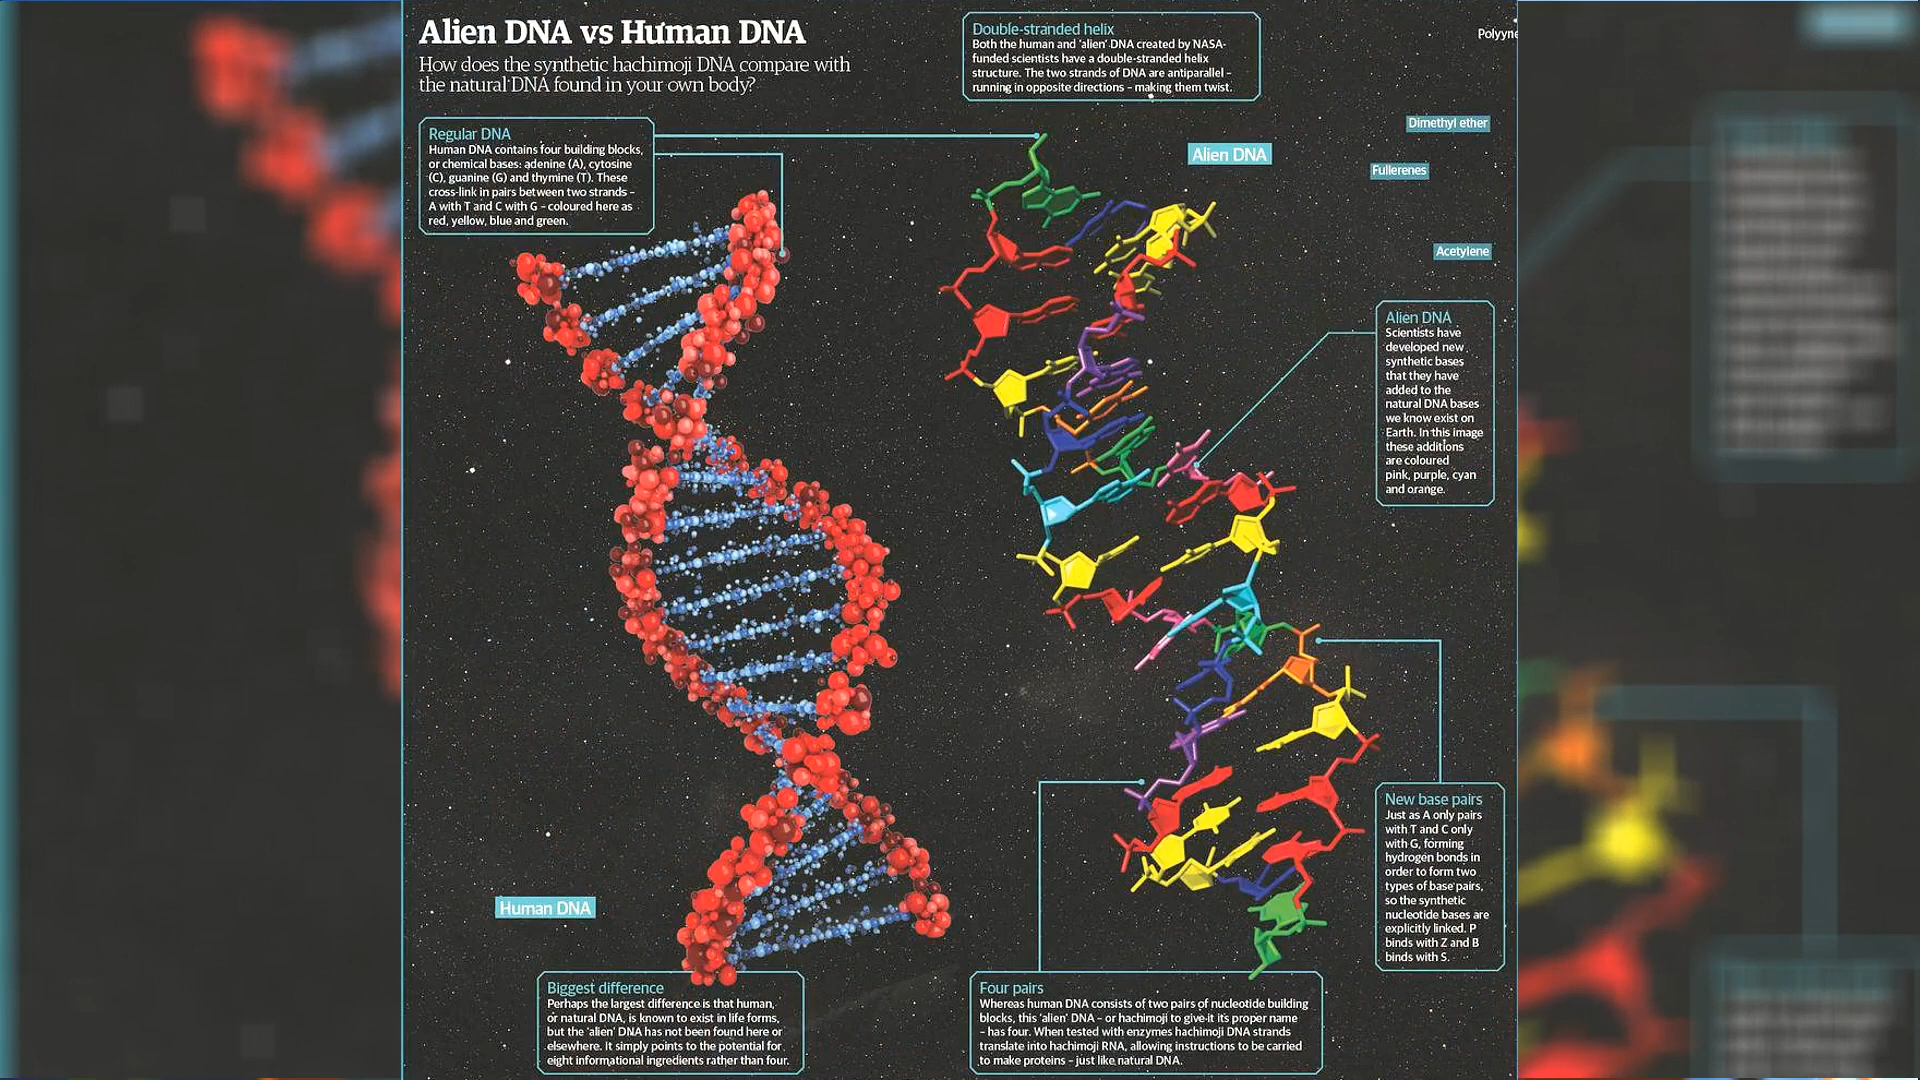 Alien DNA vs Human DNA
How does the synthetic hachimoji DNA compare with
the natural DNA found in your own body?
Double-stranded helix
Both the human and 'alien' DNA created by NASA-
funded scientists have a double-stranded helix
structure. The two strands of DNA are antiparallel –
running in opposite directions – making them twist.
Polyyne
Regular DNA
Human DNA contains four building blocks,
or chemical bases: adenine (A), cytosine
(C), guanine (G) and thymine (T). These
cross-link in pairs between two strands –
A with T and C with G – coloured here as
red, yellow, blue and green.
Dimethyl ether
Alien DNA
Fullerenes
Acetylene
Alien DNA
Scientists have
developed new
synthetic bases
that they have
added to the
natural DNA bases
we know exist on
Earth. In this image
these additions
are coloured
pink, purple, cyan
and orange.
New base pairs
Just as A only pairs
with T and C only
with G, forming
hydrogen bonds in
order to form two
types of base pairs,
so the synthetic
nucleotide bases are
explicitly linked. P
binds with Z and B
binds with S.
Human DNA
Biggest difference
Perhaps the largest difference is that human,
or natural DNA, is known to exist in life forms,
but the 'alien' DNA has not been found here or
elsewhere. It simply points to the potential for
eight informational ingredients rather than four.
Four pairs
Whereas human DNA consists of two pairs of nucleotide building
blocks, this 'alien' DNA – or hachimoji to give it its proper name
– has four. When tested with enzymes hachimoji DNA strands
translate into hachimoji RNA, allowing instructions to be carried
to make proteins – just like natural DNA.